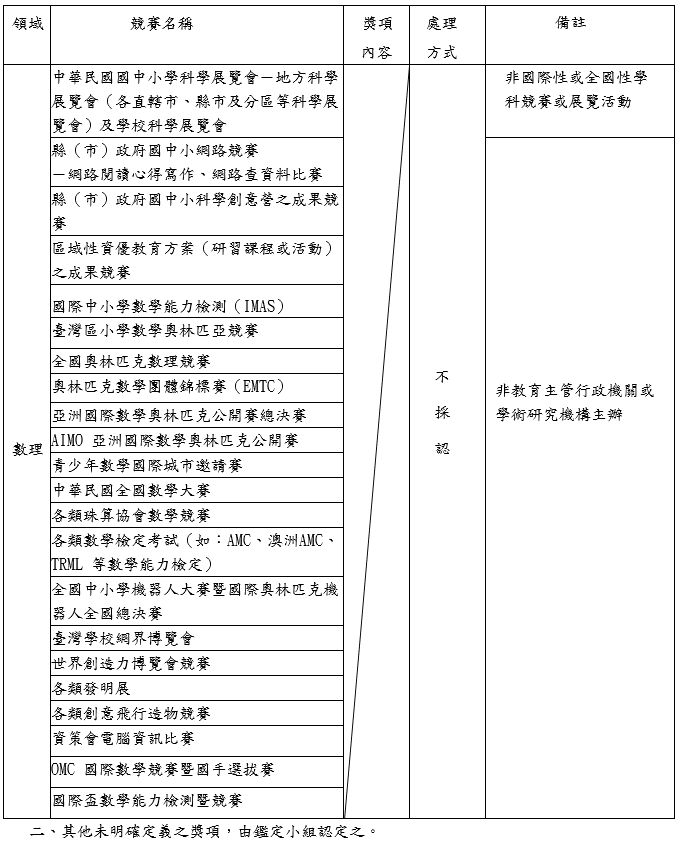 領域 競賽名稱 獎項內容 處理方式 備註
數理
中華民國國中小學科學展覽會－地方科學
展覽會（各直轄市、縣市及分區等科學展
覽會）及學校科學展覽會
非國際性或全國性學
科競賽或展覽活動
縣（市）政府國中小網路競賽
－網路閱讀心得寫作、網路查資料比賽
縣（市）政府國中小科學創意營之成果競
賽
區域性資優教育方案（研習課程或活動）
之成果競賽
國際中小學數學能力檢測（IMAS）
臺灣區小學數學奧林匹亞競賽
全國奧林匹克數理競賽
奧林匹克數學團體錦標賽（EMTC）
亞洲國際數學奧林匹克公開賽總決賽
AIMO 亞洲國際數學奧林匹克公開賽
青少年數學國際城市邀請賽
中華民國全國數學大賽
各類珠算協會數學競賽
各類數學檢定考試（如：AMC、澳洲AMC、
TRML 等數學能力檢定）
全國中小學機器人大賽暨國際奧林匹克機
器人全國總決賽
臺灣學校網界博覽會
世界創造力博覽會競賽
各類發明展
各類創意飛行造物競賽
資策會電腦資訊比賽
OMC 國際數學競賽暨國手選拔賽
國際盃數學能力檢測暨競賽
不
採
認
非教育主管行政機關或
學術研究機構主辦
二、其他未明確定義之獎項，由鑑定小組認定之。